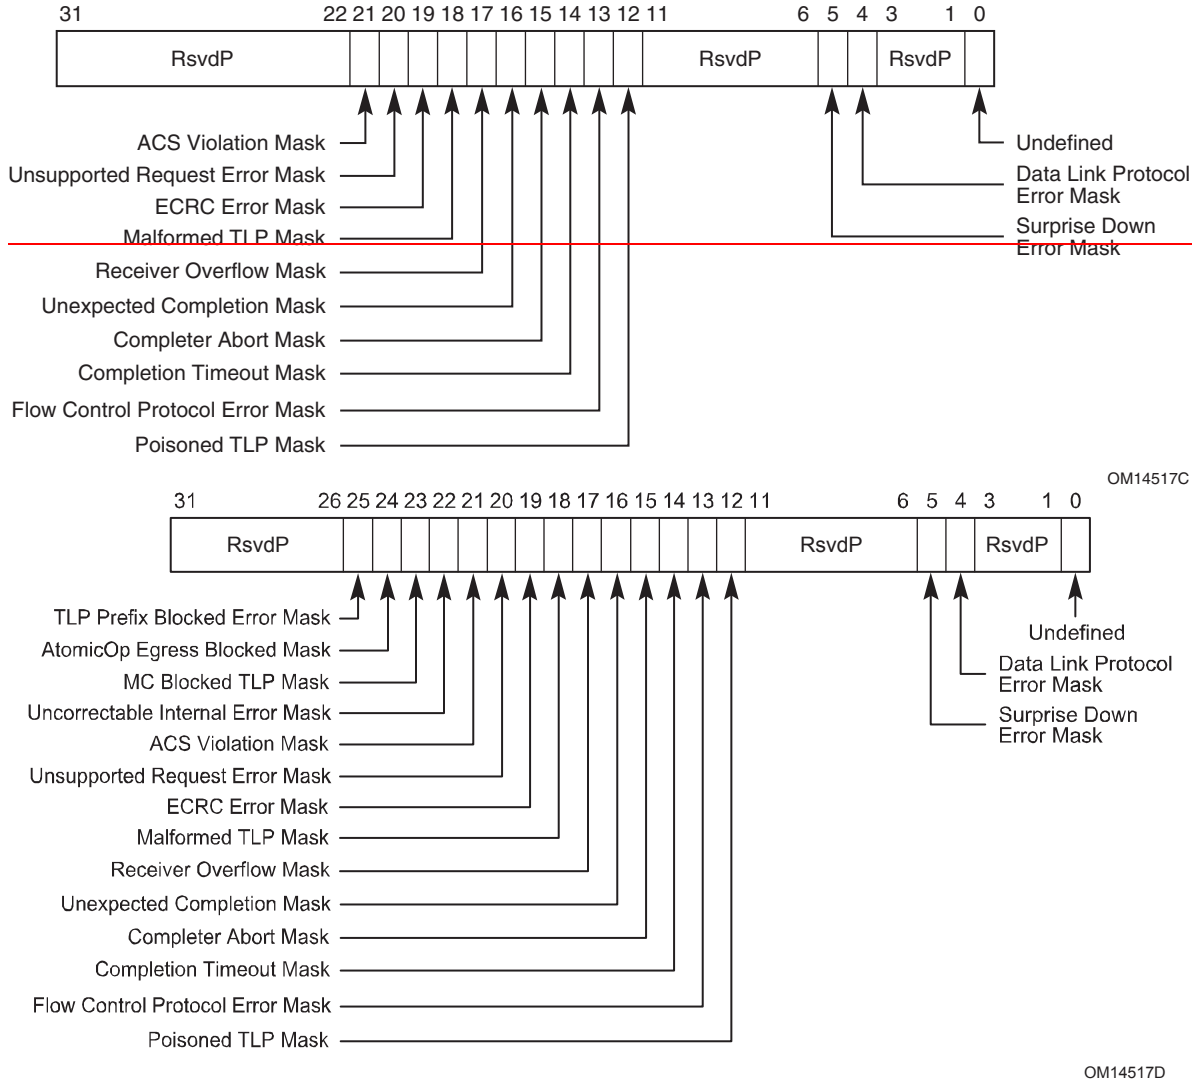 31 22 21 20 19 18 17 16 15 14 13 12 11 6 5 4 3 1 0
RsvdP RsvdP RsvdP
ACS Violation Mask
Unsupported Request Error Mask
ECRC Error Mask
Malformed TLP Mask
Receiver Overflow Mask
Unexpected Completion Mask
Completer Abort Mask
Completion Timeout Mask
Flow Control Protocol Error Mask
Poisoned TLP Mask
Undefined
Data Link Protocol
Error Mask
Surprise Down
Error Mask
OM14517C
31 26 25 24 23 22 21 20 19 18 17 16 15 14 13 12 11 6 5 4 3 1 0
RsvdP RsvdP RsvdP
TLP Prefix Blocked Error Mask
AtomicOp Egress Blocked Mask
MC Blocked TLP Mask
Uncorrectable Internal Error Mask
ACS Violation Mask
Unsupported Request Error Mask
ECRC Error Mask
Malformed TLP Mask
Receiver Overflow Mask
Unexpected Completion Mask
Completer Abort Mask
Completion Timeout Mask
Flow Control Protocol Error Mask
Poisoned TLP Mask
Undefined
Data Link Protocol
Error Mask
Surprise Down
Error Mask
OM14517D